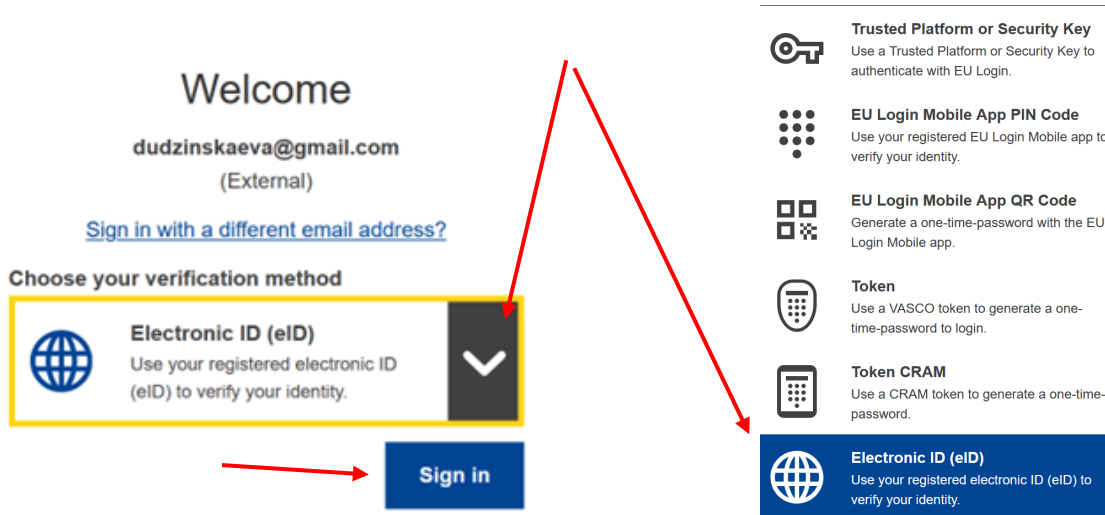 Welcome
dudzinskaeva@gmail.com
(External)
Sign in with a different email address?
Choose your verification method
Electronic ID (eID)
Use your registered electronic ID
(eID) to verify your identity.
Sign in
Trusted Platform or Security Key
Use a Trusted Platform or Security Key to
authenticate with EU Login.
EU Login Mobile App PIN Code
Use your registered EU Login Mobile app to
verify your identity.
EU Login Mobile App QR Code
Generate a one-time-password with the EU
Login Mobile app.
Token
Use a VASCO token to generate a one-
time-password to login.
Token CRAM
Use a CRAM token to generate a one-time-
password.
Electronic ID (eID)
Use your registered electronic ID (eID) to
verify your identity.